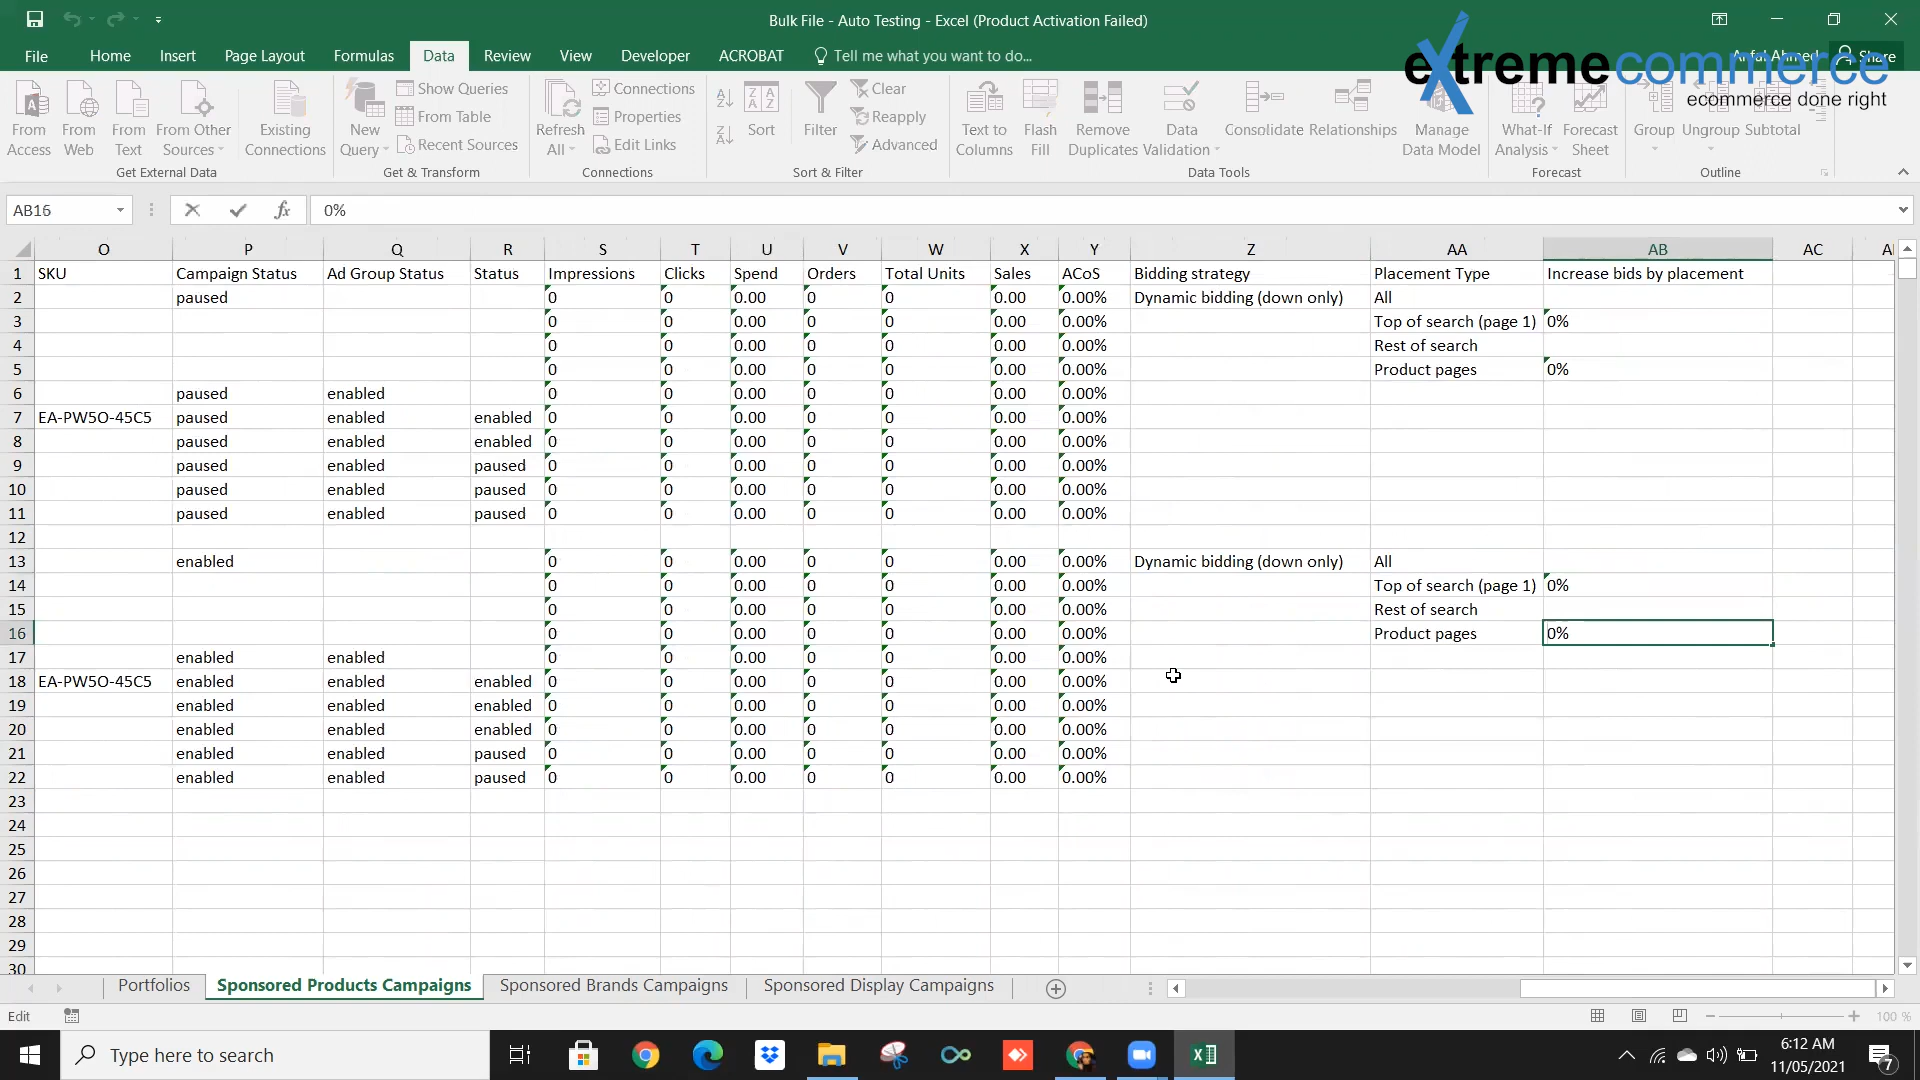 Bulk File - Auto Testing - Excel (Product Activation Failed)
File Home Insert Page Layout Formulas Data Review View Developer ACROBAT Tell me what you want to do... Share
extremecommerce
ecommerce done right
From Access From Web From Text From Other Sources Existing Connections New Query Show Queries From Table Recent Sources Refresh All Connections Properties Edit Links Sort Filter Clear Reapply Advanced Text to Columns Flash Fill Remove Duplicates Data Validation Consolidate Relationships Manage Data Model What-If Analysis Forecast Sheet Group Ungroup Subtotal
Get External Data Get & Transform Connections Sort & Filter Data Tools Forecast Outline
AB16 fx 0%
O P Q R S T U V W X Y Z AA AB AC
1 SKU Campaign Status Ad Group Status Status Impressions Clicks Spend Orders Total Units Sales ACoS Bidding strategy Placement Type Increase bids by placement
2 paused 0 0 0.00 0 0 0.00 0.00% Dynamic bidding (down only) All
3 0 0 0.00 0 0 0.00 0.00% Top of search (page 1) 0%
4 0 0 0.00 0 0 0.00 0.00% Rest of search
5 0 0 0.00 0 0 0.00 0.00% Product pages 0%
6 paused enabled 0 0 0.00 0 0 0.00 0.00%
7 EA-PW5O-45C5 paused enabled enabled 0 0 0.00 0 0 0.00 0.00%
8 paused enabled enabled 0 0 0.00 0 0 0.00 0.00%
9 paused enabled paused 0 0 0.00 0 0 0.00 0.00%
10 paused enabled paused 0 0 0.00 0 0 0.00 0.00%
11 paused enabled paused 0 0 0.00 0 0 0.00 0.00%
12
13 enabled 0 0 0.00 0 0 0.00 0.00% Dynamic bidding (down only) All
14 0 0 0.00 0 0 0.00 0.00% Top of search (page 1) 0%
15 0 0 0.00 0 0 0.00 0.00% Rest of search
16 0 0 0.00 0 0 0.00 0.00% Product pages 0%
17 enabled enabled 0 0 0.00 0 0 0.00 0.00%
18 EA-PW5O-45C5 enabled enabled enabled 0 0 0.00 0 0 0.00 0.00%
19 enabled enabled enabled 0 0 0.00 0 0 0.00 0.00%
20 enabled enabled enabled 0 0 0.00 0 0 0.00 0.00%
21 enabled enabled paused 0 0 0.00 0 0 0.00 0.00%
22 enabled enabled paused 0 0 0.00 0 0 0.00 0.00%
23
24
25
26
27
28
29
30
Portfolios Sponsored Products Campaigns Sponsored Brands Campaigns Sponsored Display Campaigns
Edit 100 %
Type here to search
6:12 AM
11/05/2021
7